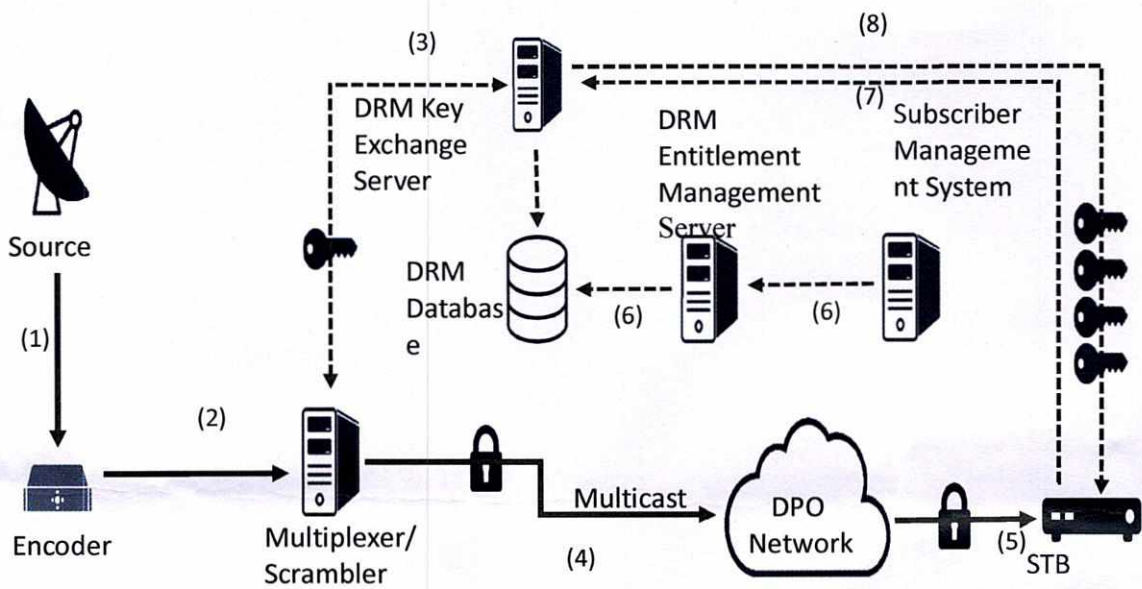 (3)
(8)
DRM Key
Exchange
Server
(7)
DRM
Entitlement
Management
Server
Subscriber
Manageme
nt System
Source
DRM
Databas
e
(6)
(6)
(1)
(2)
Encoder
Multiplexer/
Scrambler
Multicast
(4)
DPO
Network
(5)
STB